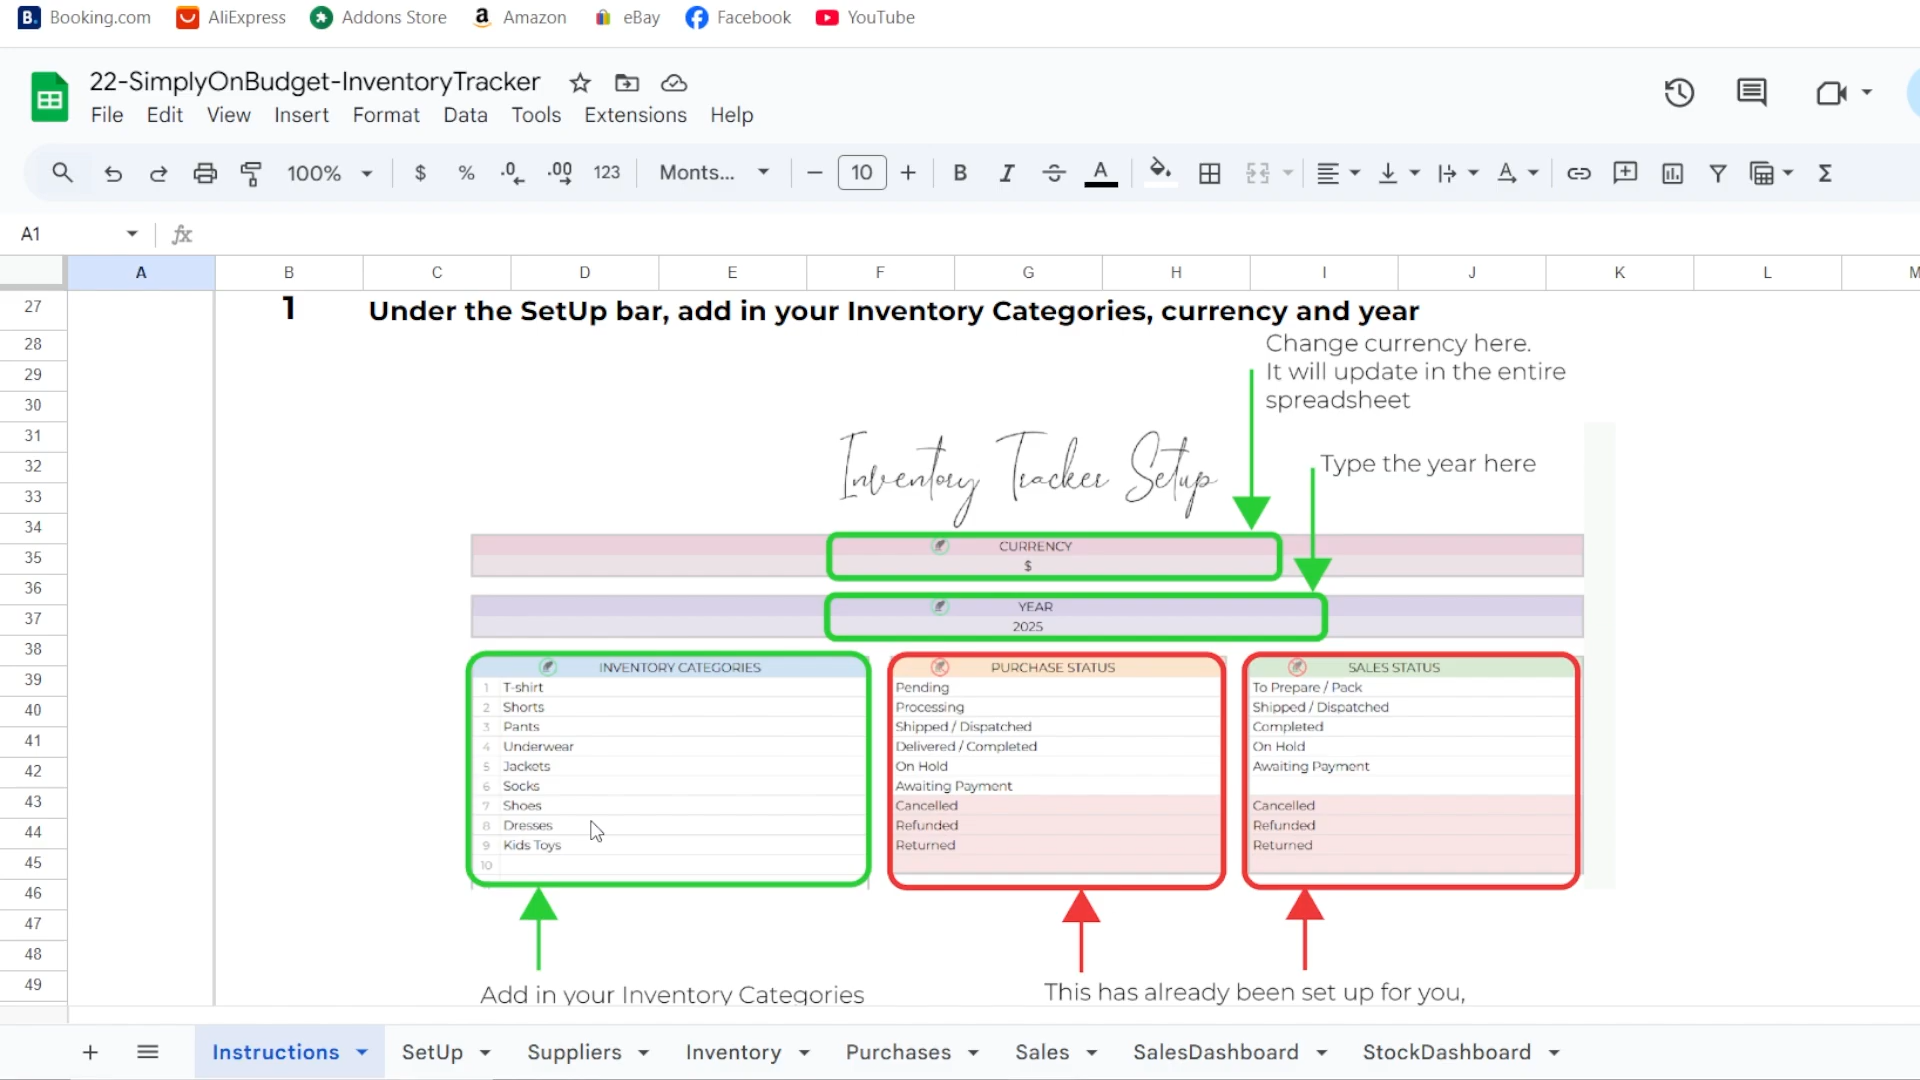 Booking.com AliExpress Addons Store Amazon eBay Facebook YouTube
22-SimplyOnBudget-InventoryTracker
File Edit View Insert Format Data Tools Extensions Help
100% $ % .0 .00 123 Monts... 10 B I A
A1 fx
A B C D E F G H I J K L M
27
28
29
30
31
32
33
34
35
36
37
38
39
40
41
42
43
44
45
46
47
48
49
1 Under the SetUp bar, add in your Inventory Categories, currency and year
Change currency here.
It will update in the entire
spreadsheet
Type the year here
Inventory Tracker Setup
CURRENCY
$
YEAR
2025
INVENTORY CATEGORIES
1 T-shirt
2 Shorts
3 Pants
4 Underwear
5 Jackets
6 Socks
7 Shoes
8 Dresses
9 Kids Toys
10
PURCHASE STATUS
Pending
Processing
Shipped / Dispatched
Delivered / Completed
On Hold
Awaiting Payment
Cancelled
Refunded
Returned
SALES STATUS
To Prepare / Pack
Shipped / Dispatched
Completed
On Hold
Awaiting Payment
Cancelled
Refunded
Returned
Add in your Inventory Categories
This has already been set up for you,
+ Instructions SetUp Suppliers Inventory Purchases Sales SalesDashboard StockDashboard